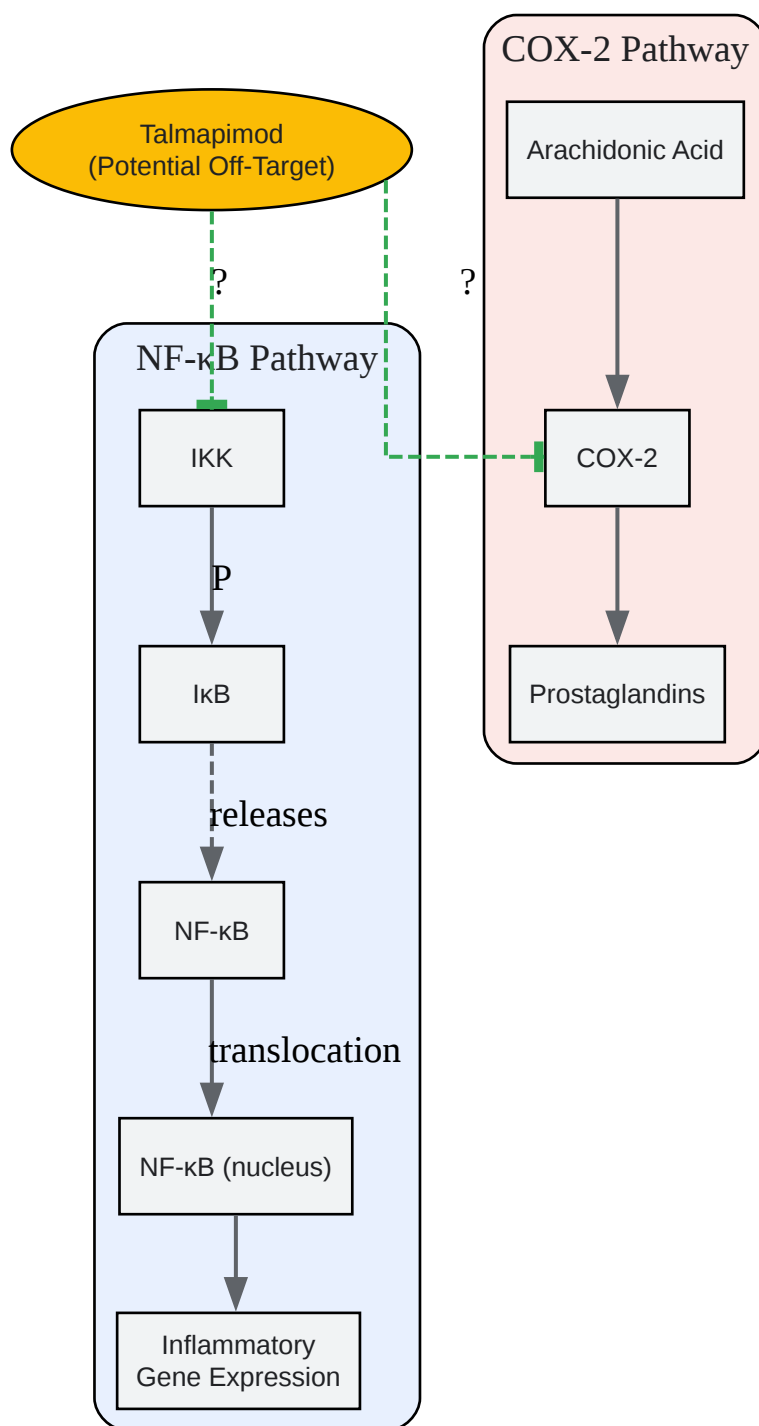 COX-2 Pathway
Talmapimod
(Potential Off-Target)
Arachidonic Acid
?
?
NF-κB Pathway
IKK
COX-2
P
IκB
Prostaglandins
releases
NF-κB
translocation
NF-κB (nucleus)
Inflammatory
Gene Expression